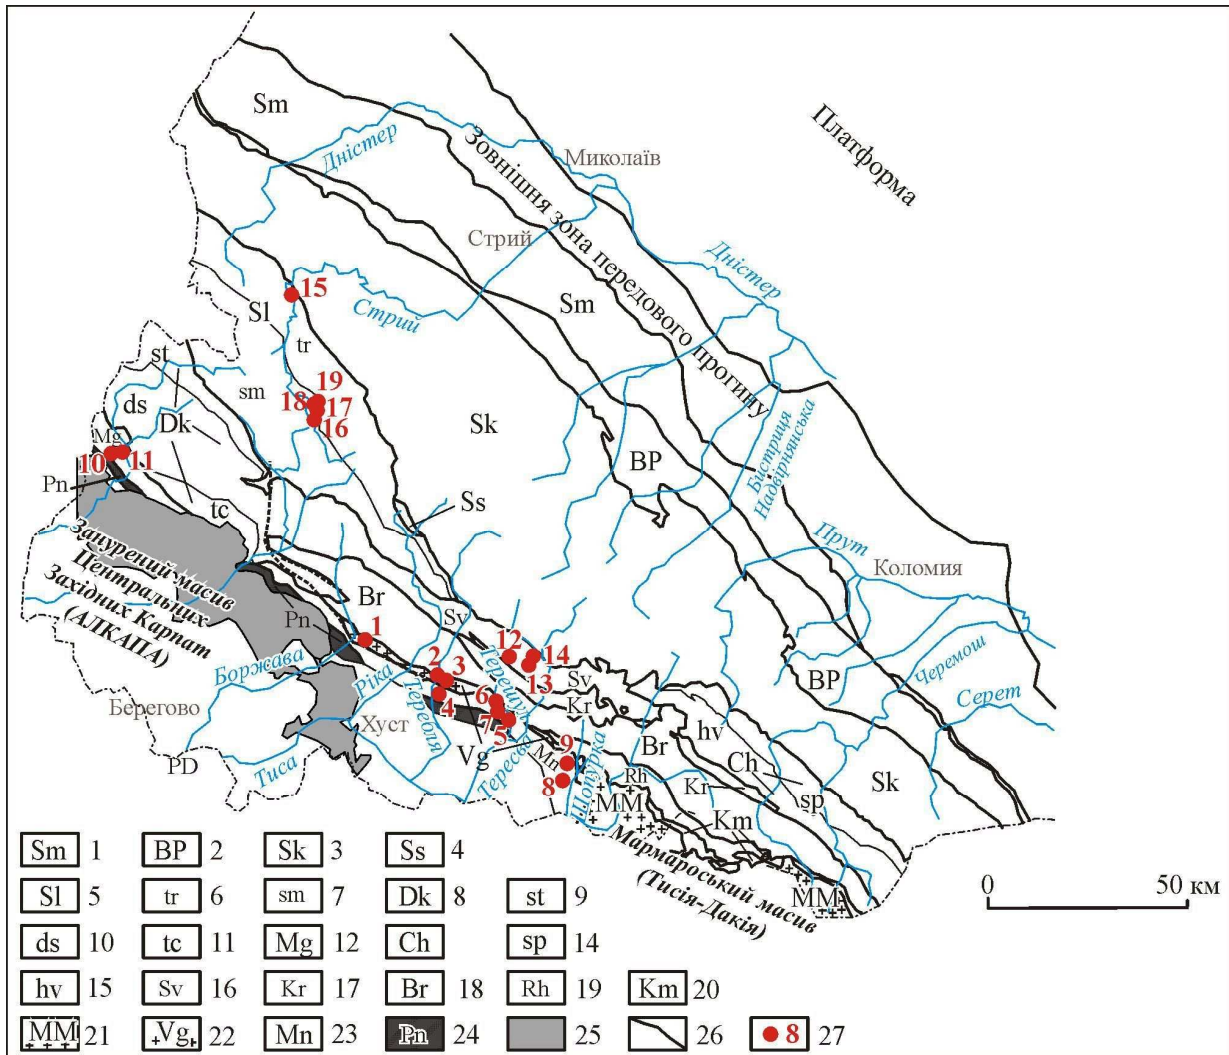 Sm
Платформа
Зовнішня зона передового прогину
Дністер
Миколаїв
Стрий
Дністер
15
Sl
Стрий
Sm
st
tr
ds
sm
19
18
17
16
Dk
Mg
10
11
Sk
BP
Бистриця
Надвірнянська
Pn
tc
Ss
Прут
Коломия
Занурений масив
Центральних
Західних Карпат
(АЛКАПА)
Br
Sv
Pn
1
12
14
13
Sv
Черемош
BP
Серет
2
3
4
Боржава
Ріка
Теребля
6
7
5
Kr
Берегово
Хуст
Vg
Тересва
Mn
9
8
Шопурка
Br
hv
Ch
Sk
PD
Тиса
Rh
MM
Kr
sp
Km
Мармароський масив
(Тисія-Дакія)
MM
0 50 км
Sm 1 BP 2 Sk 3 Ss 4
Sl 5 tr 6 sm 7 Dk 8 st 9
ds 10 tc 11 Mg 12 Ch sp 14
hv 15 Sv 16 Kr 17 Br 18 Rh 19 Km 20
MM 21 Vg 22 Mn 23 Pn 24 25 26 8 27